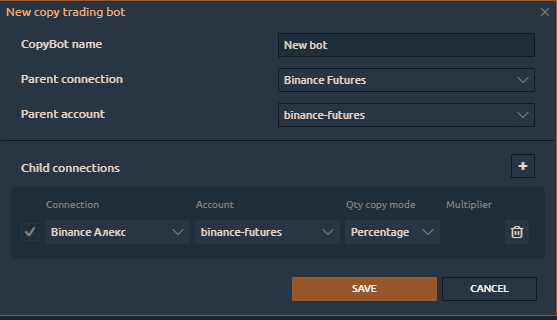 New copy trading bot
CopyBot name New bot
Parent connection Binance Futures
Parent account binance-futures
Child connections +
Connection Account Qty copy mode Multiplier
Binance Алекс binance-futures Percentage
SAVE CANCEL